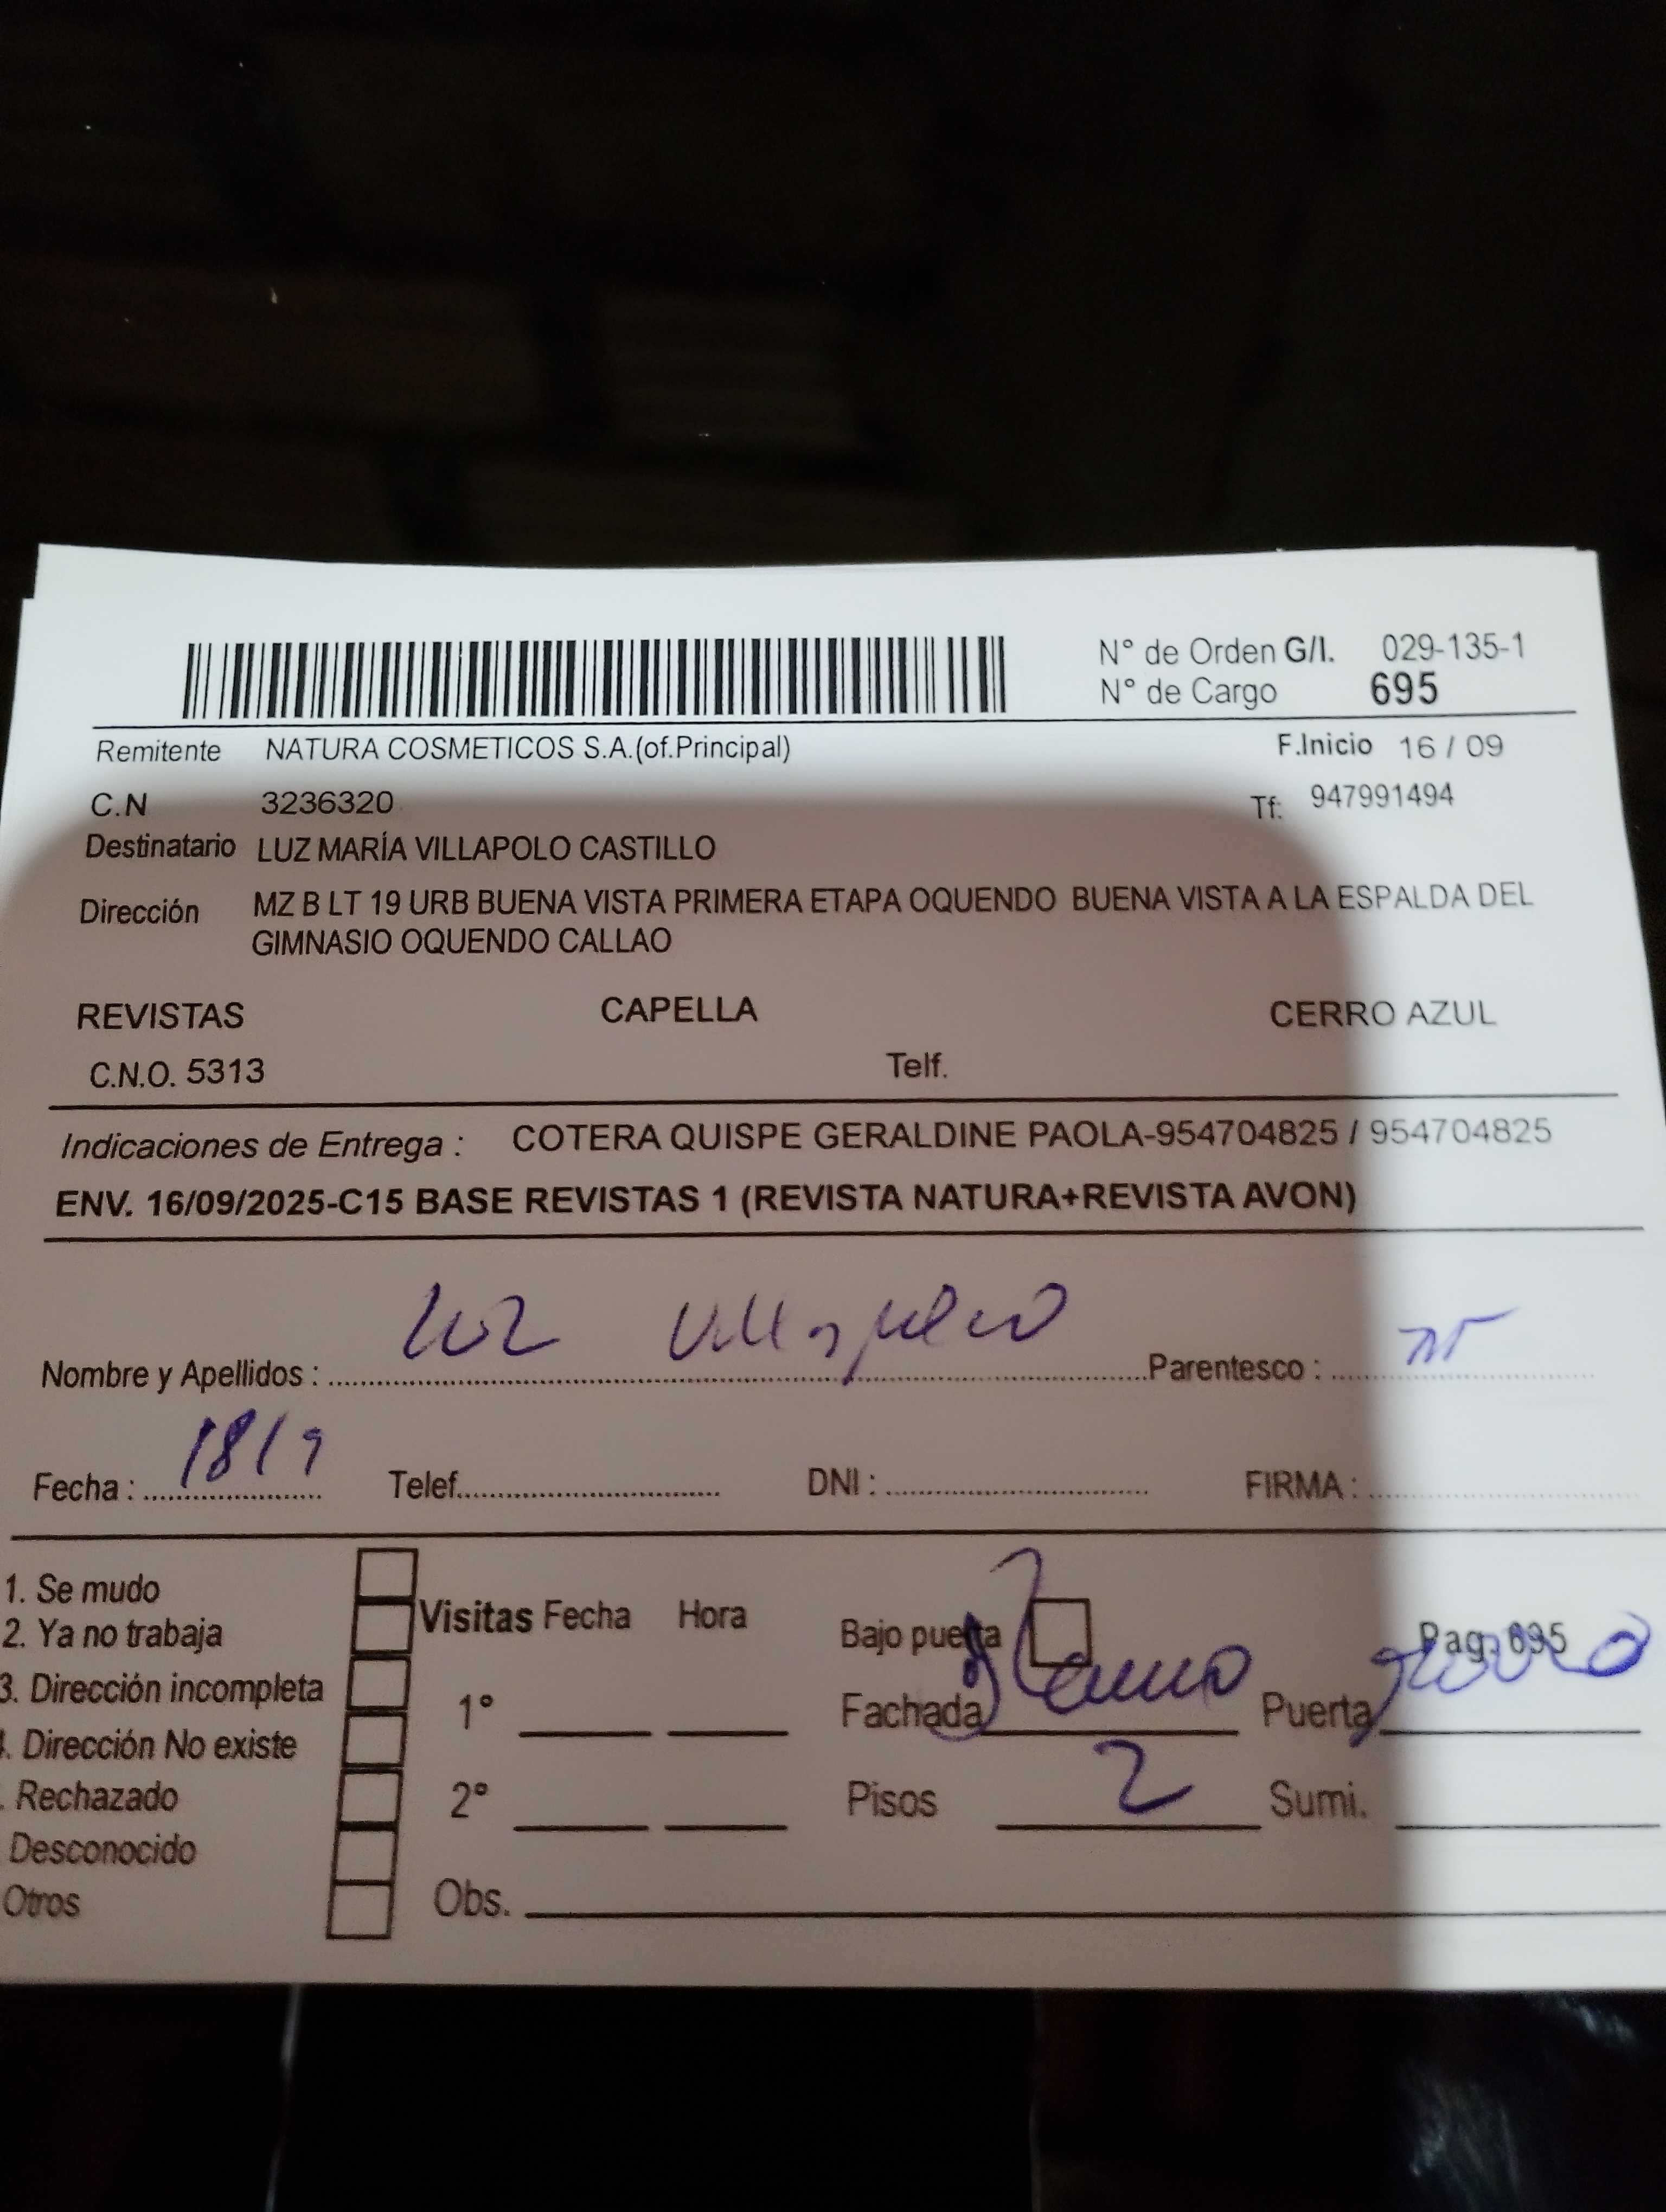 N° de Orden G/I. 029-135-1
N° de Cargo 695
Remitente NATURA COSMETICOS S.A.(of.Principal) F.Inicio 16 / 09
C.N 3236320 Tf: 947991494
Destinatario LUZ MARÍA VILLAPOLO CASTILLO
Dirección MZ B LT 19 URB BUENA VISTA PRIMERA ETAPA OQUENDO BUENA VISTA A LA ESPALDA DEL
GIMNASIO OQUENDO CALLAO
REVISTAS CAPELLA CERRO AZUL
C.N.O. 5313 Telf.
Indicaciones de Entrega : COTERA QUISPE GERALDINE PAOLA-954704825 / 954704825
ENV. 16/09/2025-C15 BASE REVISTAS 1 (REVISTA NATURA+REVISTA AVON)
Nombre y Apellidos : Luz Villapolo Parentesco :
Fecha : 18/9 Telef. DNI : FIRMA :
1. Se mudo
2. Ya no trabaja
3. Dirección incompleta
. Dirección No existe
. Rechazado
Desconocido
Otros
Visitas Fecha Hora
1°
2°
Obs.
Bajo puerta Pag. 695
Fachada Puerta
Pisos 2 Sumi.